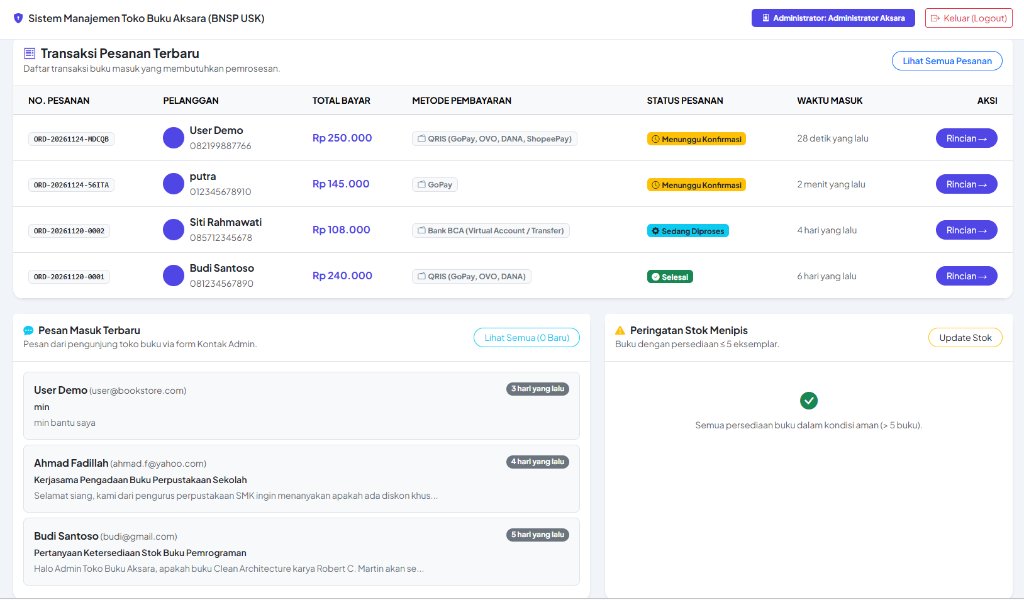 Sistem Manajemen Toko Buku Aksara (BNSP USK)
Administrator: Administrator Aksara
Keluar (Logout)
Transaksi Pesanan Terbaru
Daftar transaksi buku masuk yang membutuhkan pemrosesan.
Lihat Semua Pesanan
NO. PESANAN PELANGGAN TOTAL BAYAR METODE PEMBAYARAN STATUS PESANAN WAKTU MASUK AKSI
ORD-20261124-MDCQB User Demo Rp 250.000 QRIS (GoPay, OVO, DANA, ShopeePay) Menunggu Konfirmasi 28 detik yang lalu Rincian →
082199887766
ORD-20261124-56ITA putra Rp 145.000 GoPay Menunggu Konfirmasi 2 menit yang lalu Rincian →
012345678910
ORD-20261120-0002 Siti Rahmawati Rp 108.000 Bank BCA (Virtual Account / Transfer) Sedang Diproses 4 hari yang lalu Rincian →
085712345678
ORD-20261120-0001 Budi Santoso Rp 240.000 QRIS (GoPay, OVO, DANA) Selesai 6 hari yang lalu Rincian →
081234567890
Pesan Masuk Terbaru
Pesan dari pengunjung toko buku via form Kontak Admin.
Lihat Semua (0 Baru)
User Demo (user@bookstore.com) 3 hari yang lalu
min
min bantu saya
Ahmad Fadillah (ahmad.f@yahoo.com) 4 hari yang lalu
Kerjasama Pengadaan Buku Perpustakaan Sekolah
Selamat siang, kami dari pengurus perpustakaan SMK ingin menanyakan apakah ada diskon khus...
Budi Santoso (budi@gmail.com) 5 hari yang lalu
Pertanyaan Ketersediaan Stok Buku Pemrograman
Halo Admin Toko Buku Aksara, apakah buku Clean Architecture karya Robert C. Martin akan se...
Peringatan Stok Menipis
Buku dengan persediaan ≤ 5 eksemplar.
Update Stok
Semua persediaan buku dalam kondisi aman (> 5 buku).